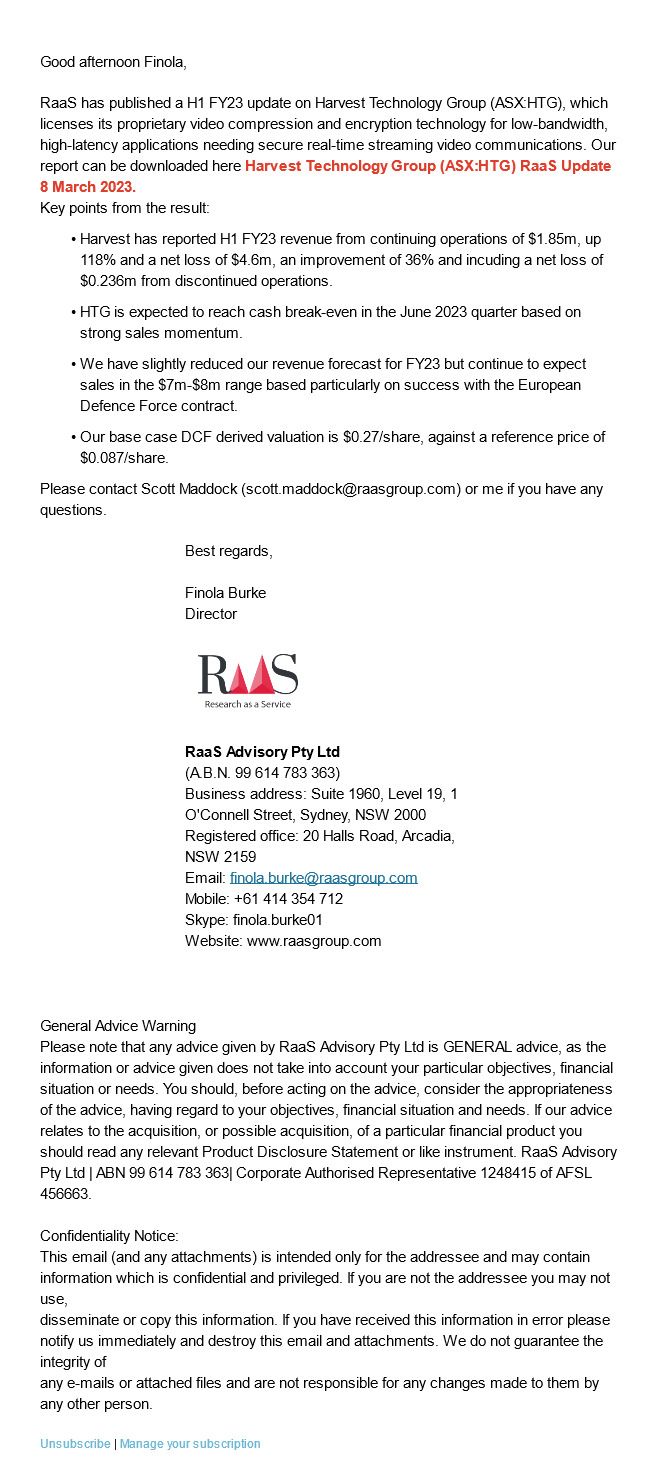 Good afternoon Finola,
RaaS has published a H1 FY23 update on Harvest Technology Group (ASX:HTG), which
licenses its proprietary video compression and encryption technology for low-bandwidth,
high-latency applications needing secure real-time streaming video communications. Our
report can be downloaded here Harvest Technology Group (ASX:HTG) RaaS Update
8 March 2023.
Key points from the result:
• Harvest has reported H1 FY23 revenue from continuing operations of $1.85m, up
118% and a net loss of $4.6m, an improvement of 36% and incuding a net loss of
$0.236m from discontinued operations.
• HTG is expected to reach cash break-even in the June 2023 quarter based on
strong sales momentum.
• We have slightly reduced our revenue forecast for FY23 but continue to expect
sales in the $7m-$8m range based particularly on success with the European
Defence Force contract.
• Our base case DCF derived valuation is $0.27/share, against a reference price of
$0.087/share.
Please contact Scott Maddock (scott.maddock@raasgroup.com) or me if you have any
questions.
Best regards,
Finola Burke
Director
RaaS
Research as a Service
RaaS Advisory Pty Ltd
(A.B.N. 99 614 783 363)
Business address: Suite 1960, Level 19, 1
O'Connell Street, Sydney, NSW 2000
Registered office: 20 Halls Road, Arcadia,
NSW 2159
Email: finola.burke@raasgroup.com
Mobile: +61 414 354 712
Skype: finola.burke01
Website: www.raasgroup.com
General Advice Warning
Please note that any advice given by RaaS Advisory Pty Ltd is GENERAL advice, as the
information or advice given does not take into account your particular objectives, financial
situation or needs. You should, before acting on the advice, consider the appropriateness
of the advice, having regard to your objectives, financial situation and needs. If our advice
relates to the acquisition, or possible acquisition, of a particular financial product you
should read any relevant Product Disclosure Statement or like instrument. RaaS Advisory
Pty Ltd | ABN 99 614 783 363| Corporate Authorised Representative 1248415 of AFSL
456663.
Confidentiality Notice:
This email (and any attachments) is intended only for the addressee and may contain
information which is confidential and privileged. If you are not the addressee you may not
use,
disseminate or copy this information. If you have received this information in error please
notify us immediately and destroy this email and attachments. We do not guarantee the
integrity of
any e-mails or attached files and are not responsible for any changes made to them by
any other person.
Unsubscribe | Manage your subscription